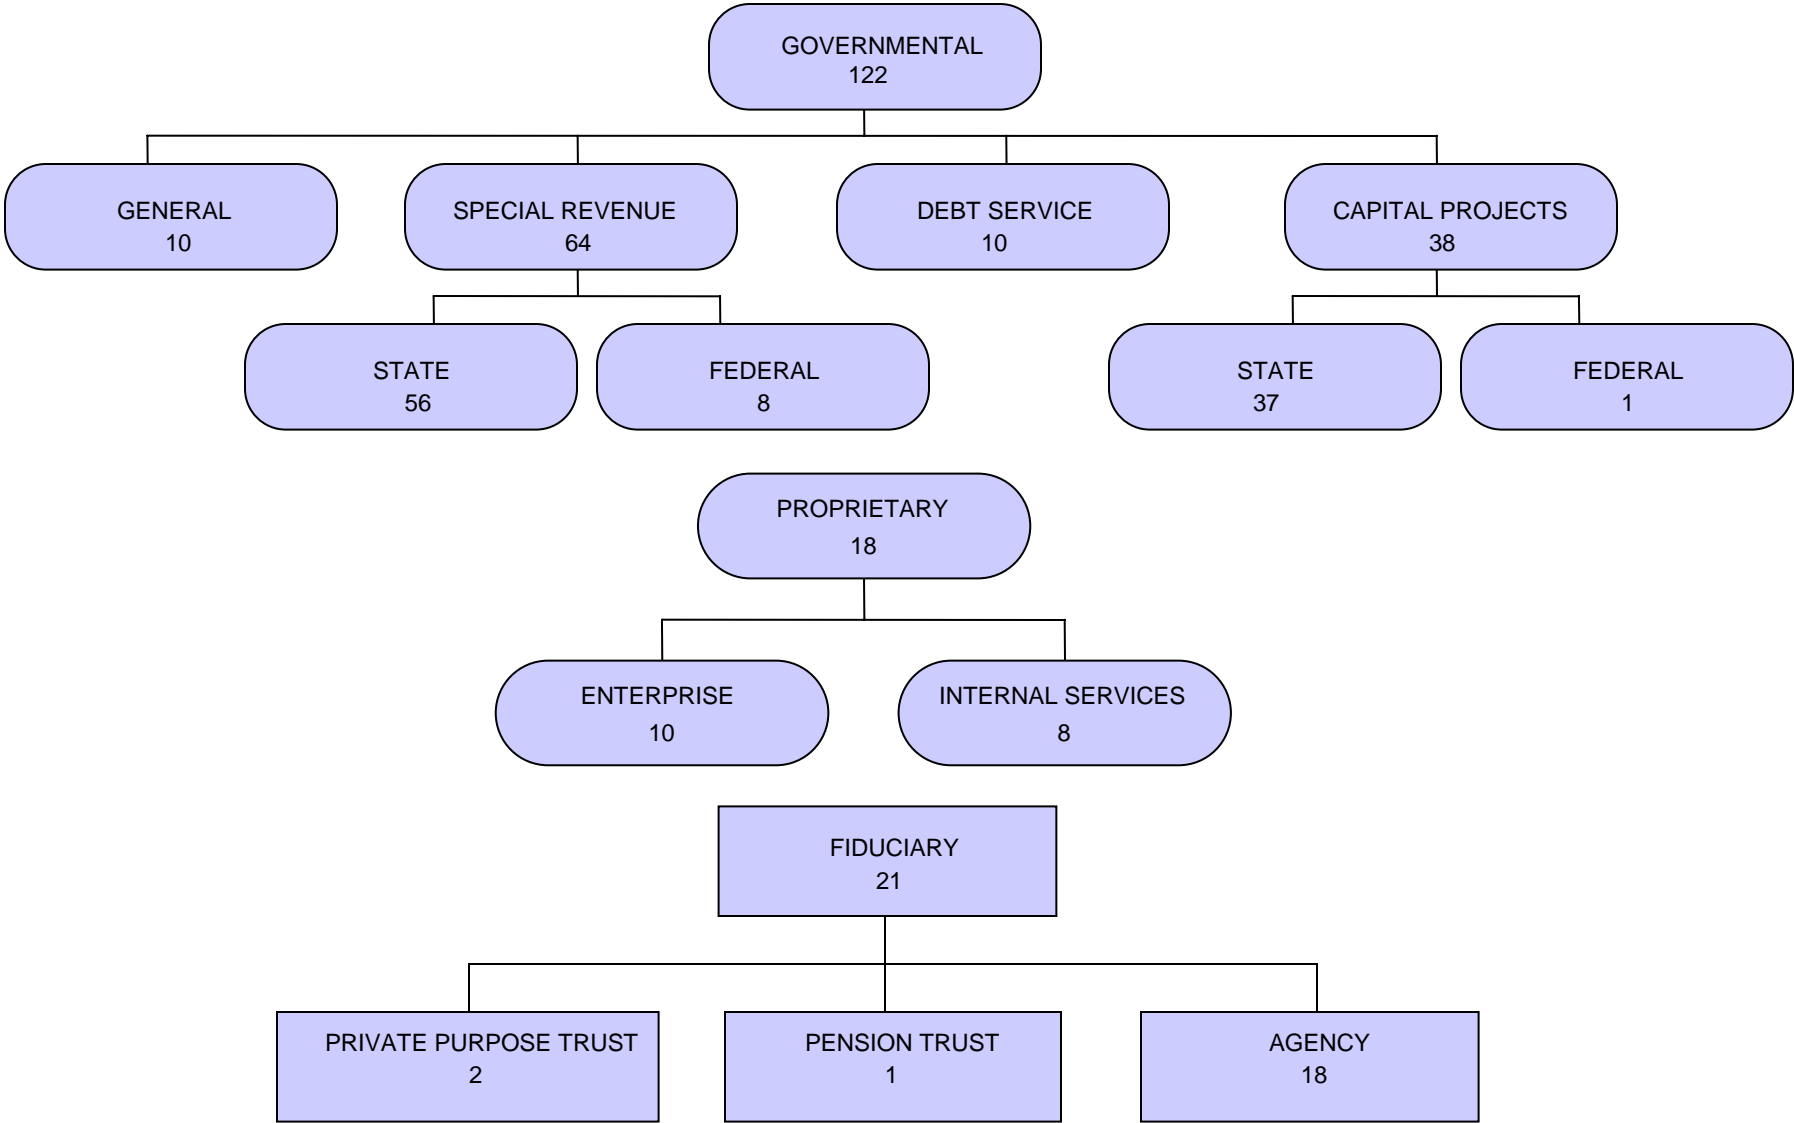 GOVERNMENTAL
122
GENERAL
10
SPECIAL REVENUE
64
DEBT SERVICE
10
CAPITAL PROJECTS
38
STATE
56
FEDERAL
8
STATE
37
FEDERAL
1
PROPRIETARY
18
ENTERPRISE
10
INTERNAL SERVICES
8
FIDUCIARY
21
PRIVATE PURPOSE TRUST
2
PENSION TRUST
1
AGENCY
18